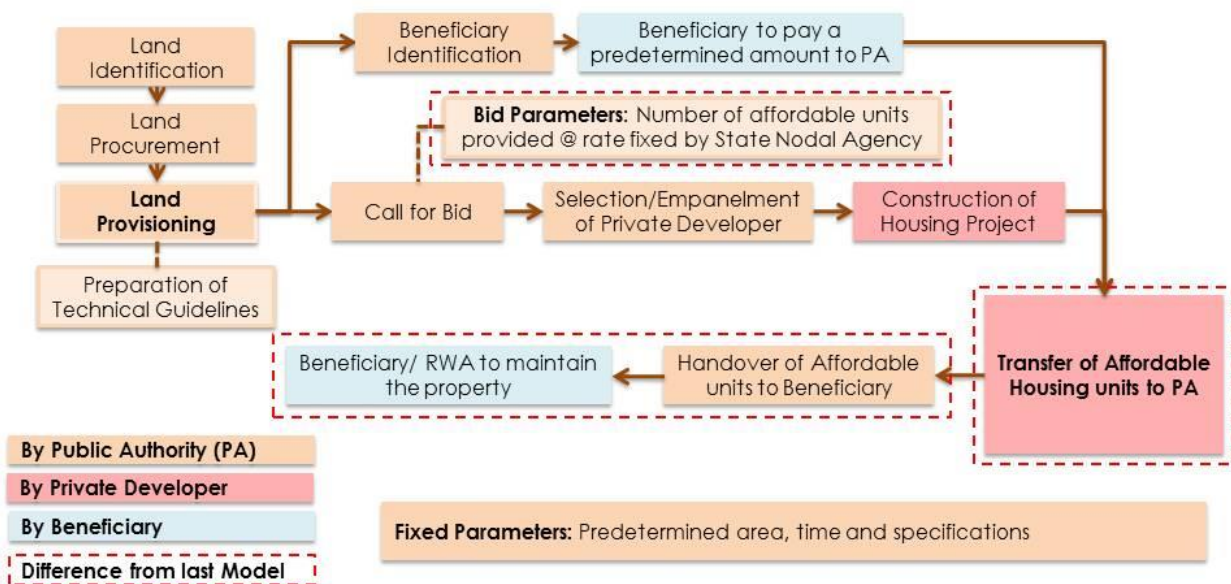 Land
Identification
Land
Procurement
Land
Provisioning
Preparation of
Technical Guidelines
Beneficiary
Identification
Beneficiary to pay a
predetermined amount to PA
Bid Parameters: Number of affordable units
provided @ rate fixed by State Nodal Agency
Call for Bid
Selection/Empanelment
of Private Developer
Construction of
Housing Project
Transfer of Affordable
Housing units to PA
Handover of Affordable
units to Beneficiary
Beneficiary/ RWA to maintain
the property
By Public Authority (PA)
By Private Developer
By Beneficiary
Difference from last Model
Fixed Parameters: Predetermined area, time and specifications